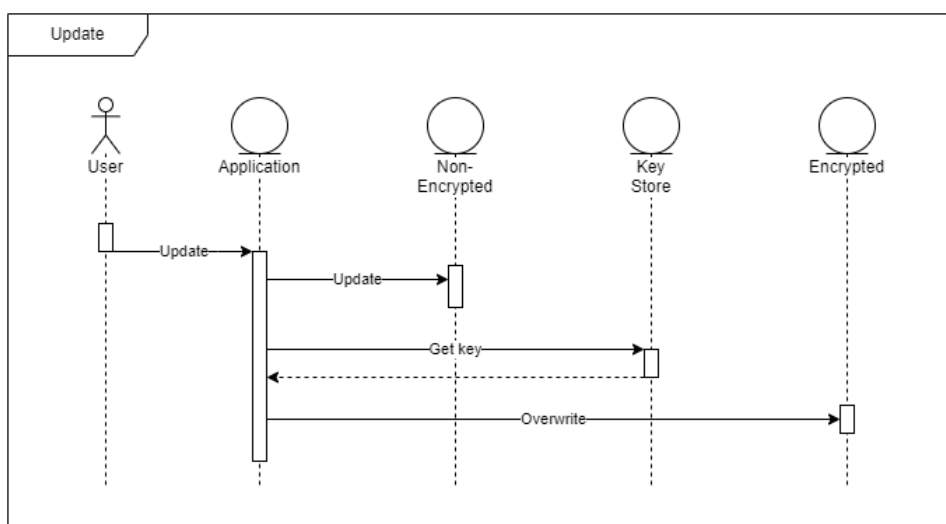 Update
User
Application
Non-
Encrypted
Key
Store
Encrypted
Update
Update
Get key
Overwrite